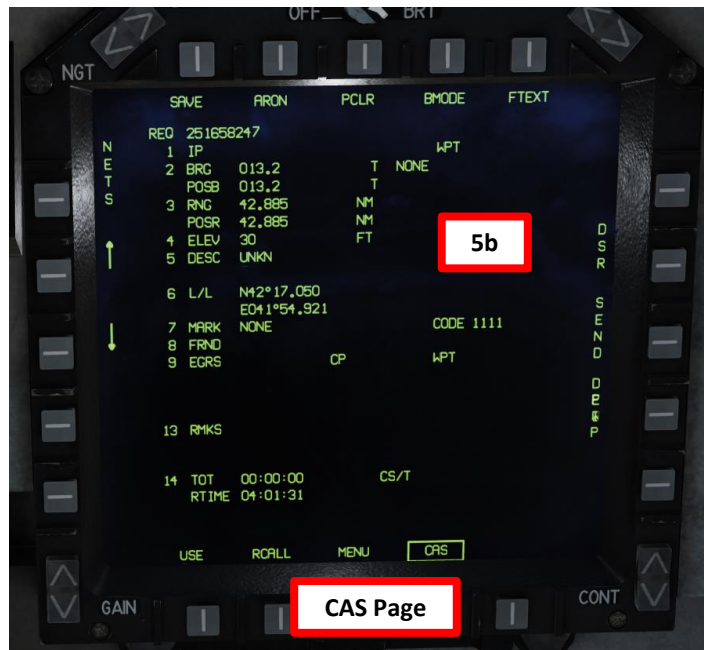 OFF BRT
NGT
SAVE ARON PCLR BMODE FTEXT
REQ 251658247
1 IP WPT
2 BRG 013.2 T NONE
POSB 013.2 T
3 RNG 42.885 NM
POSR 42.885 NM
4 ELEV 30 FT
5 DESC UNKN
6 L/L N42°17.050
E041°54.921
7 MARK NONE CODE 1111
8 FRND
9 EGRS CP WPT
13 RMKS
14 TOT 00:00:00 CS/T
RTIME 04:01:31
NETS
DSR
SEND
5b
USE RCALL MENU CAS
GAIN CONT
CAS Page